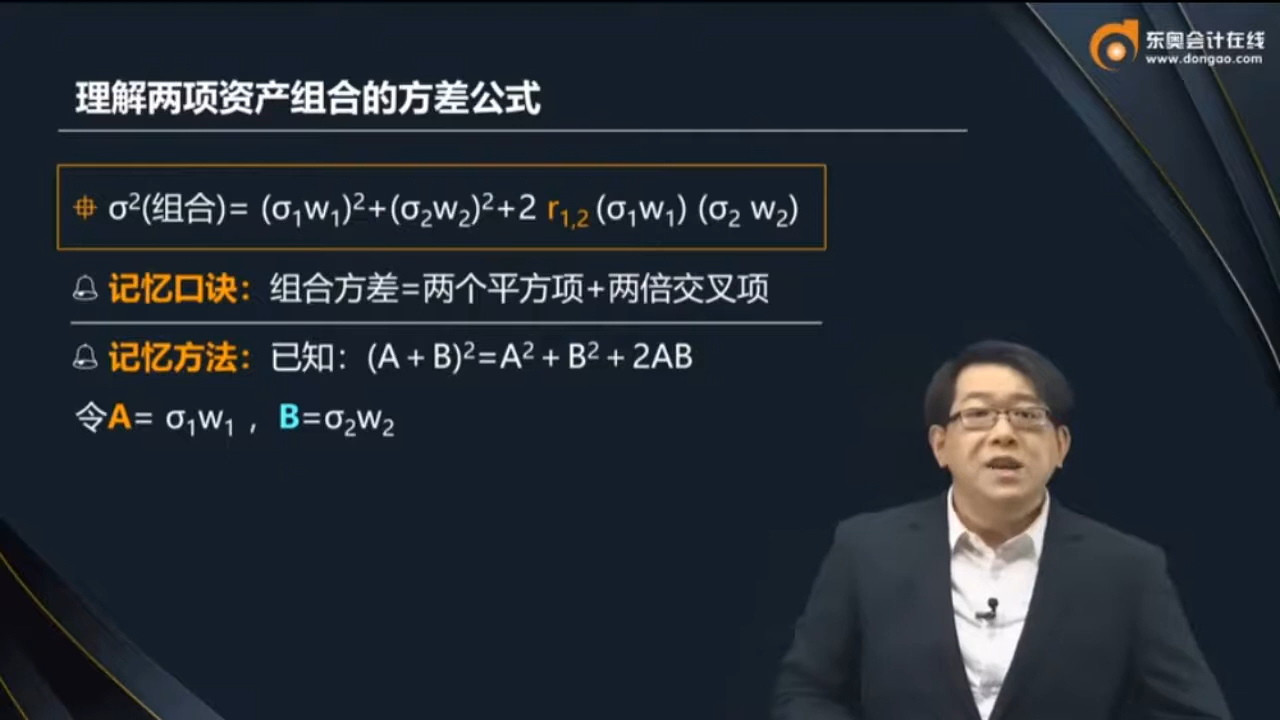 东奥会计在线
www.dongao.com
理解两项资产组合的方差公式
σ²(组合)= (σ₁w₁)²+(σ₂w₂)²+2 r₁,₂ (σ₁w₁) (σ₂ w₂)
记忆口诀：组合方差=两个平方项+两倍交叉项
记忆方法：已知：(A + B)²=A² + B² + 2AB
令A= σ₁w₁ ，B=σ₂w₂